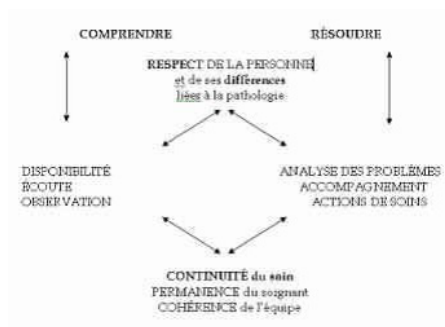 COMPRENDRE
RÉSOUDRE
RESPECT DE LA PERSONNE
et de ses différences
liées à la pathologie
DISPONIBILITÉ
ÉCOUTE
OBSERVATION
ANALYSE DES PROBLÈMES
ACCOMPAGNEMENT
ACTIONS DE SOINS
CONTINUITÉ du soin
PERMANENCE du soignant
COHÉRENCE de l'équipe